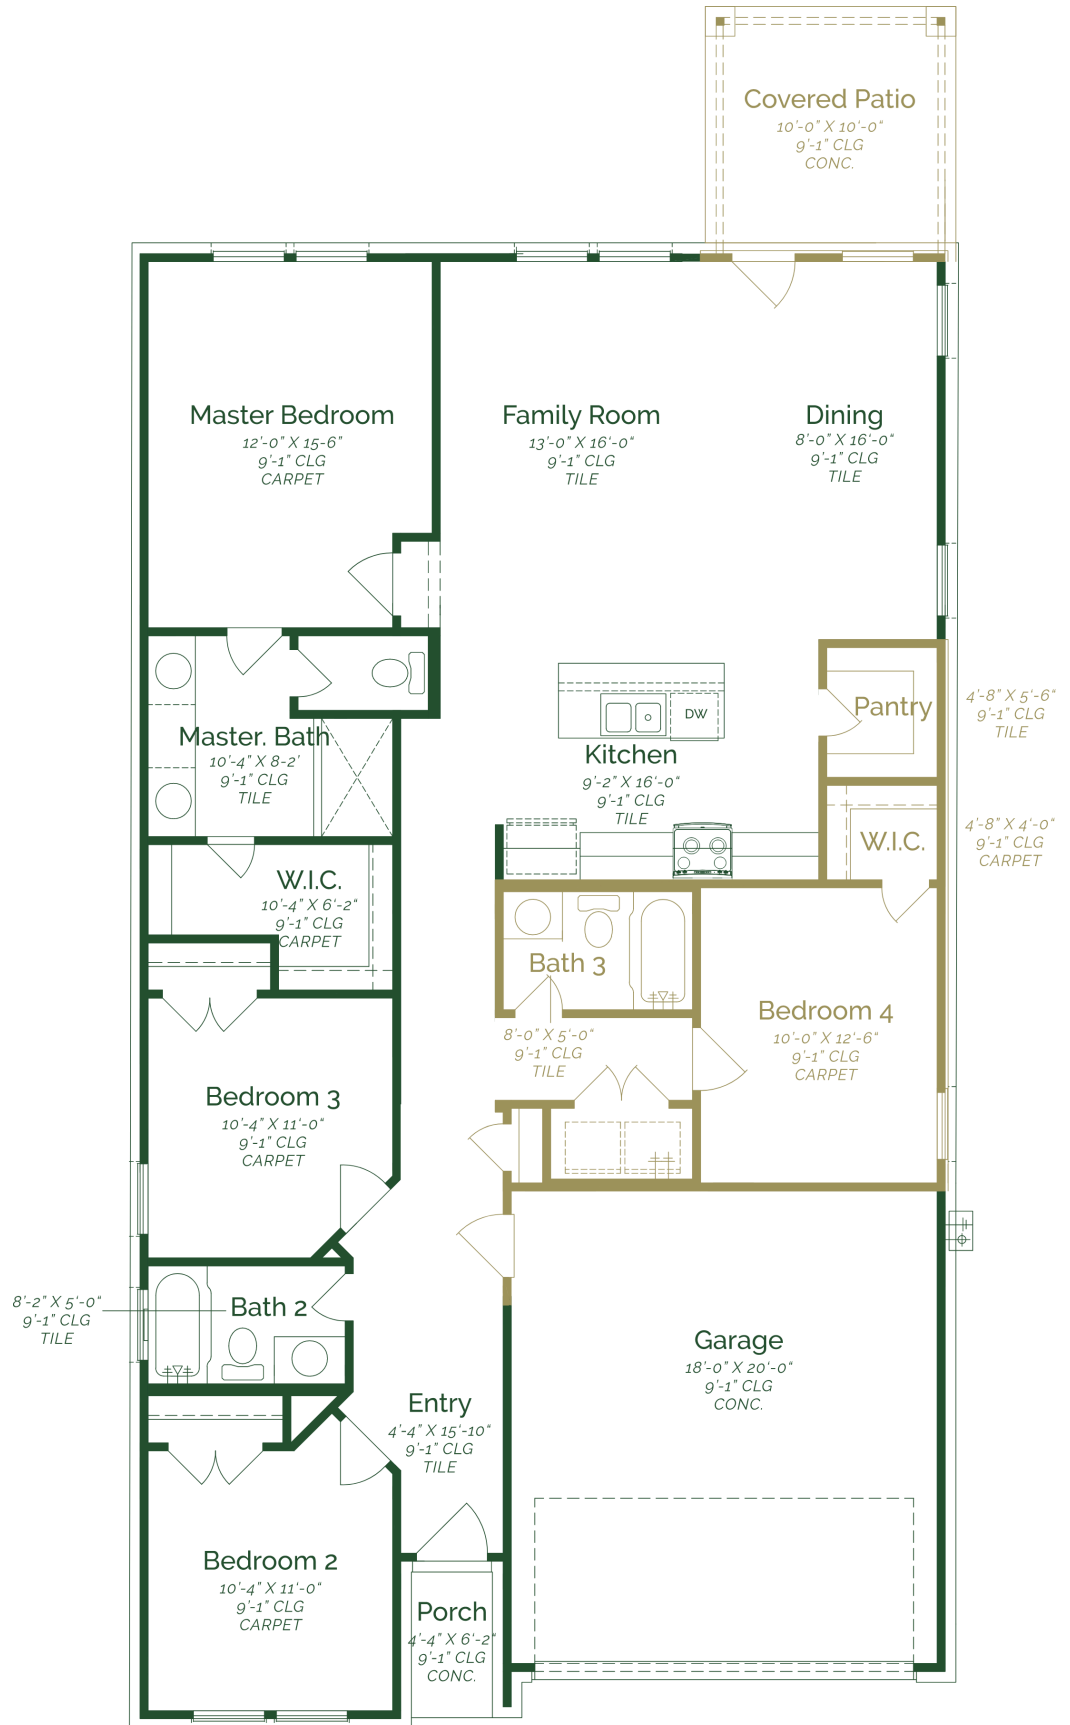 Covered Patio
10'-0" X 10'-0"
9'-1" CLG
CONC.
Master Bedroom
12'-0" X 15-6"
9'-1" CLG
CARPET
Family Room
13'-0" X 16'-0"
9'-1" CLG
TILE
Dining
8'-0" X 16'-0"
9'-1" CLG
TILE
Pantry
4'-8" X 5'-6"
9'-1" CLG
TILE
DW
Master. Bath
10'-4" X 8-2'
9'-1" CLG
TILE
Kitchen
9'-2" X 16'-0"
9'-1" CLG
TILE
W.I.C.
4'-8" X 4'-0"
9'-1" CLG
CARPET
W.I.C.
10'-4" X 6'-2"
9'-1" CLG
CARPET
Bath 3
8'-0" X 5'-0"
9'-1" CLG
TILE
Bedroom 4
10'-0" X 12'-6"
9'-1" CLG
CARPET
Bedroom 3
10'-4" X 11'-0"
9'-1" CLG
CARPET
8'-2" X 5'-0"
9'-1" CLG
TILE
Bath 2
Garage
18'-0" X 20'-0"
9'-1" CLG
CONC.
Entry
4'-4" X 15'-10"
9'-1" CLG
TILE
Bedroom 2
10'-4" X 11'-0"
9'-1" CLG
CARPET
Porch
4'-4" X 6'-2"
9'-1" CLG
CONC.